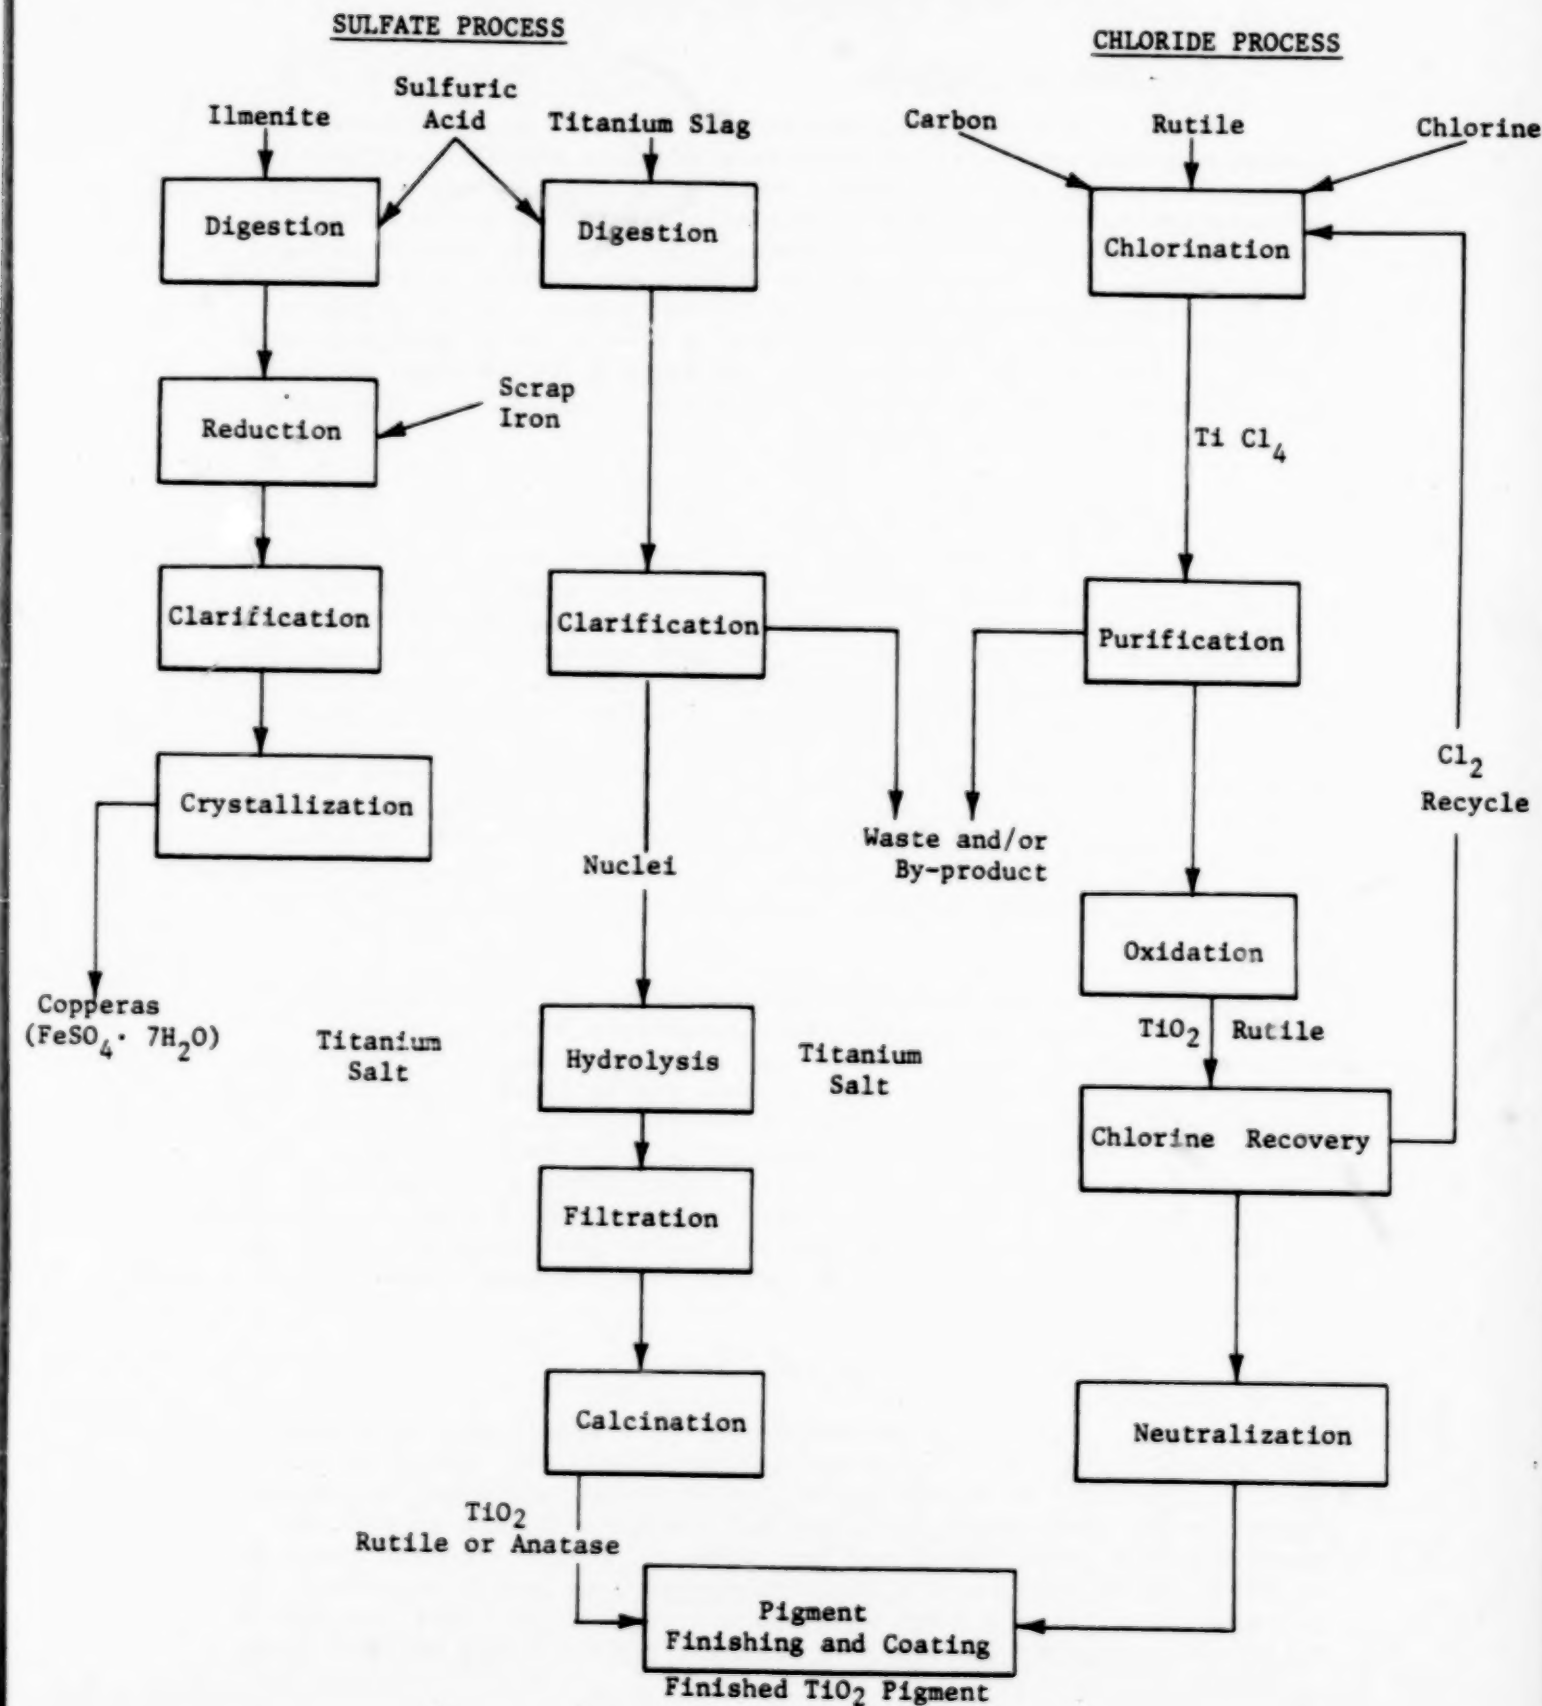 SULFATE PROCESS
CHLORIDE PROCESS
Ilmenite
Sulfuric
Acid
Titanium Slag
Carbon
Rutile
Chlorine
Digestion
Digestion
Chlorination
Reduction
Scrap
Iron
Ti Cl4
Clarification
Clarification
Purification
Cl2
Recycle
Crystallization
Nuclei
Waste and/or
By-product
Oxidation
Copperas
(FeSO4· 7H2O)
Titanium
Salt
Hydrolysis
Titanium
Salt
TiO2 Rutile
Chlorine Recovery
Filtration
Calcination
Neutralization
TiO2
Rutile or Anatase
Pigment
Finishing and Coating
Finished TiO2 Pigment